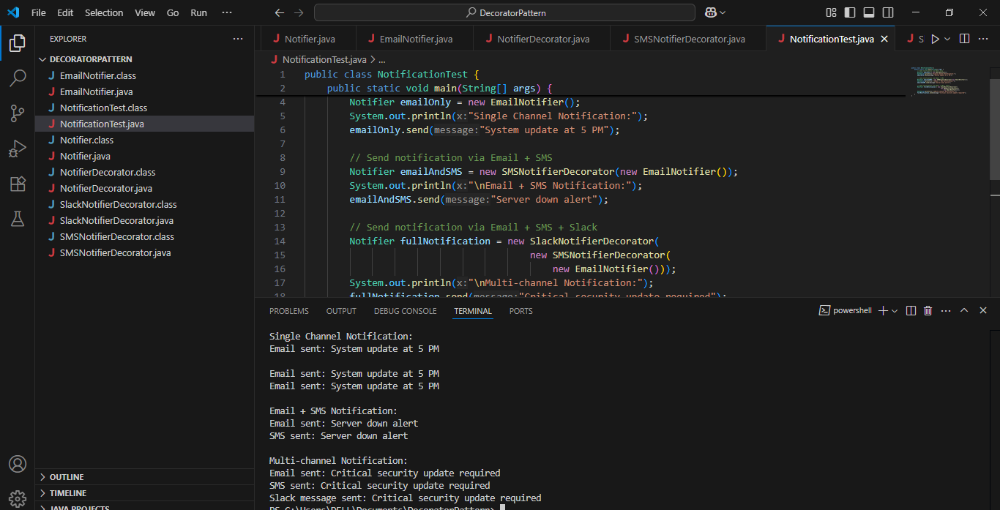 File Edit Selection View Go Run ···
DecoratorPattern
EXPLORER
DECORATORPATTERN
J EmailNotifier.class
J EmailNotifier.java
J NotificationTest.class
J NotificationTest.java
J Notifier.class
J Notifier.java
J NotifierDecorator.class
J NotifierDecorator.java
J SlackNotifierDecorator.class
J SlackNotifierDecorator.java
J SMSNotifierDecorator.class
J SMSNotifierDecorator.java
OUTLINE
TIMELINE
JAVA PROJECTS
J Notifier.java J EmailNotifier.java J NotifierDecorator.java J SMSNotifierDecorator.java J NotificationTest.java J S
J NotificationTest.java > ...
1 public class NotificationTest {
2 public static void main(String[] args) {
4 Notifier emailOnly = new EmailNotifier();
5 System.out.println(x:"Single Channel Notification:");
6 emailOnly.send(message:"System update at 5 PM");
7
8 // Send notification via Email + SMS
9 Notifier emailAndSMS = new SMSNotifierDecorator(new EmailNotifier());
10 System.out.println(x:"\nEmail + SMS Notification:");
11 emailAndSMS.send(message:"Server down alert");
12
13 // Send notification via Email + SMS + Slack
14 Notifier fullNotification = new SlackNotifierDecorator(
15 new SMSNotifierDecorator(
16 new EmailNotifier()));
17 System.out.println(x:"\nMulti-channel Notification:");
18 fullNotification.send(message:"Critical security update required");
PROBLEMS OUTPUT DEBUG CONSOLE TERMINAL PORTS
powershell
Single Channel Notification:
Email sent: System update at 5 PM
Email sent: System update at 5 PM
Email sent: System update at 5 PM
Email + SMS Notification:
Email sent: Server down alert
SMS sent: Server down alert
Multi-channel Notification:
Email sent: Critical security update required
SMS sent: Critical security update required
Slack message sent: Critical security update required
PS C:\Users\DELL\Documents\DecoratorPattern>